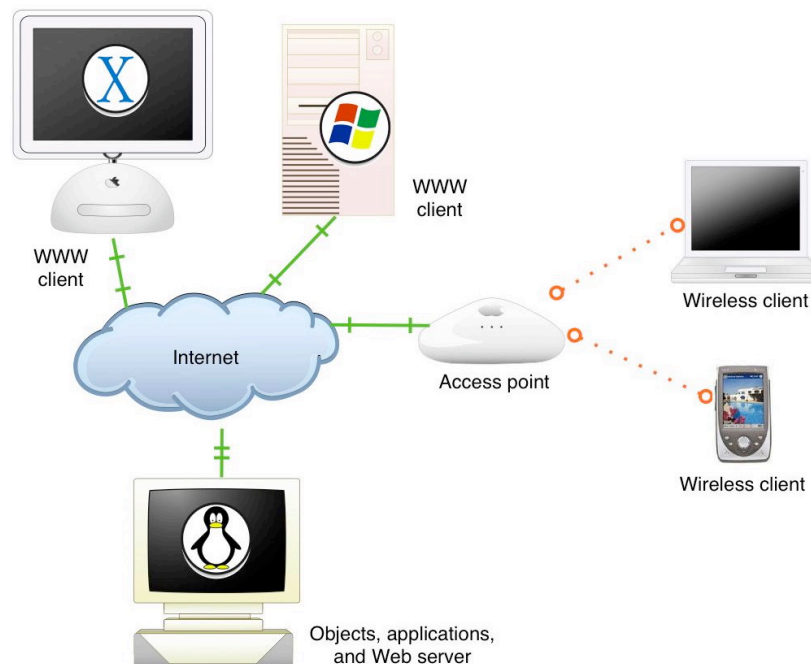 X
WWW
client
WWW
client
Internet
Access point
Wireless client
Wireless client
Objects, applications,
and Web server